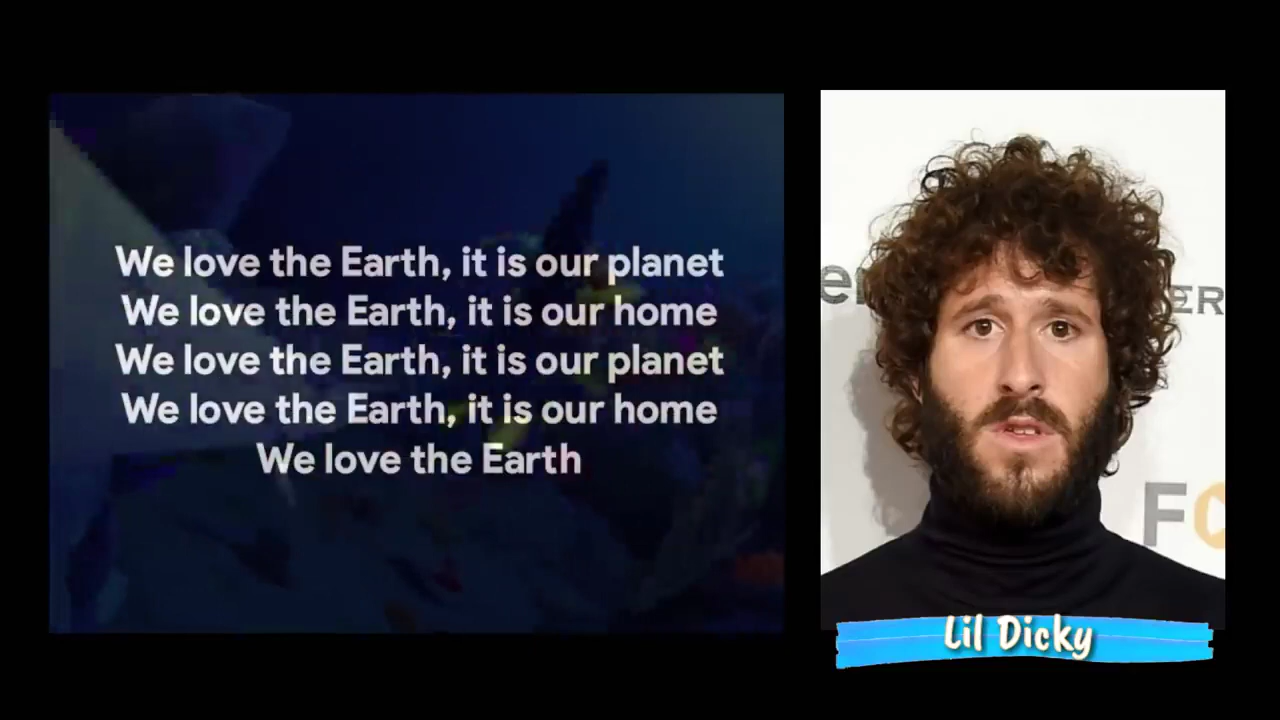 We love the Earth, it is our planet
We love the Earth, it is our home
We love the Earth, it is our planet
We love the Earth, it is our home
We love the Earth
Lil Dicky